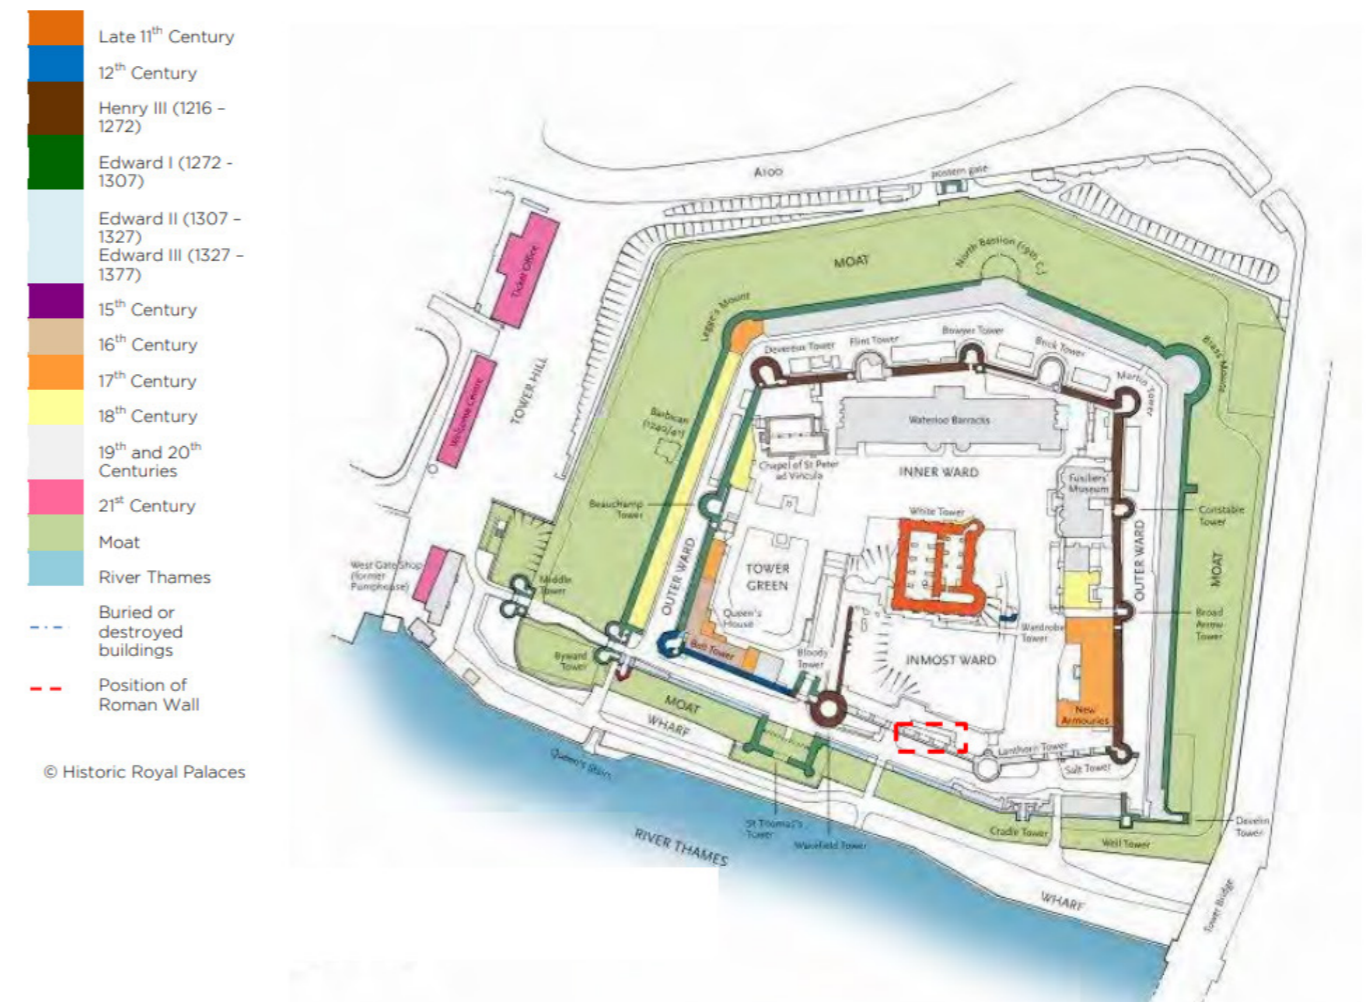 Late 11th Century
12th Century
Henry III (1216 –
1272)
Edward I (1272 -
1307)
Edward II (1307 –
1327)
Edward III (1327 –
1377)
15th Century
16th Century
17th Century
18th Century
19th and 20th
Centuries
21st Century
Moat
River Thames
Buried or
destroyed
buildings
Position of
Roman Wall
© Historic Royal Palaces
A100
postern gate
Ticket Office
MOAT
North Bastion (19th C.)
Legge's Mount
Devereux Tower
Flint Tower
Bowyer Tower
Brick Tower
Martin Tower
Brass Mount
TOWER HILL
Welcome Centre
Barbican
(1240/41)
Waterloo Barracks
Chapel of St Peter
ad Vincula
INNER WARD
Fusiliers'
Museum
Beauchamp
Tower
White Tower
Constable
Tower
OUTER WARD
MOAT
OUTER WARD
TOWER
GREEN
West Gate Shop
(former
Pumphouse)
Middle
Tower
Queen's
House
Wardrobe
Tower
Broad
Arrow
Tower
Byward
Tower
Bell Tower
Bloody
Tower
INMOST WARD
MOAT
WHARF
New
Armouries
Lanthorn Tower
Salt Tower
Queen's Stairs
St Thomas's
Tower
Wakefield Tower
Cradle Tower
Well Tower
Develin
Tower
RIVER THAMES
WHARF
Tower Bridge